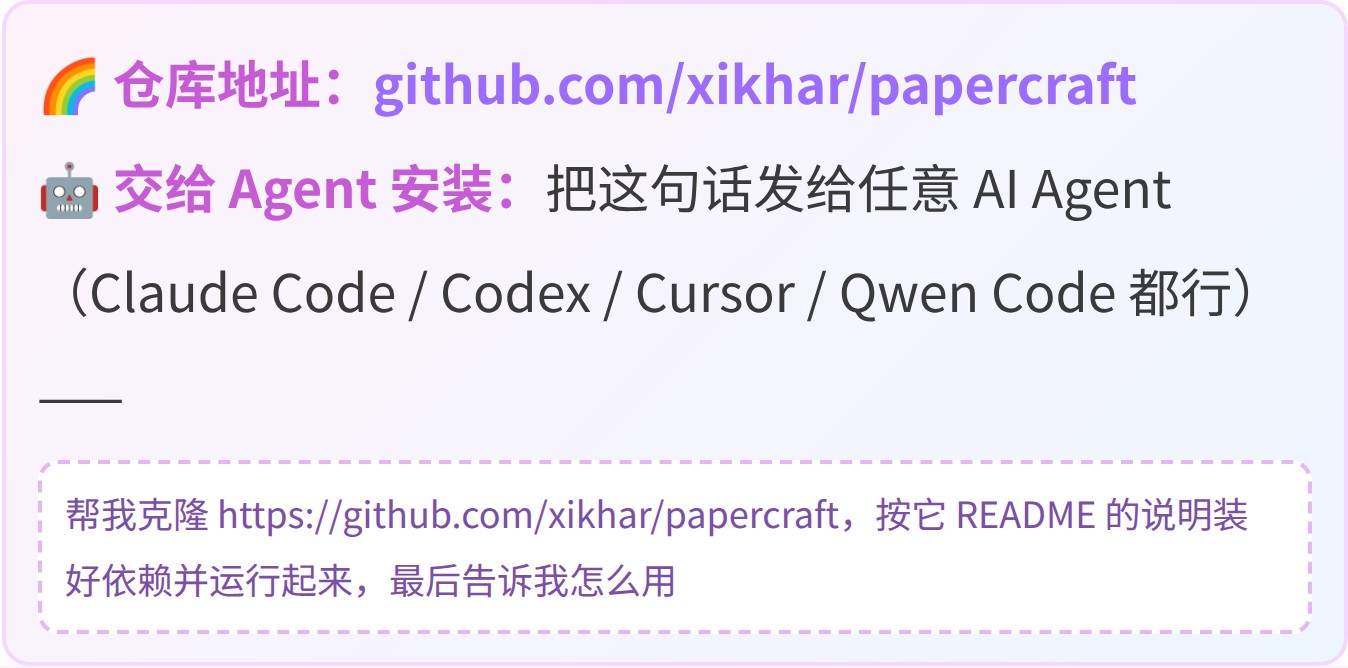 🌈 仓库地址：github.com/xikhar/papercraft
🤖 交给 Agent 安装：把这句话发给任意 AI Agent
（Claude Code / Codex / Cursor / Qwen Code 都行）
——
帮我克隆 https://github.com/xikhar/papercraft，按它 README 的说明装
好依赖并运行起来，最后告诉我怎么用